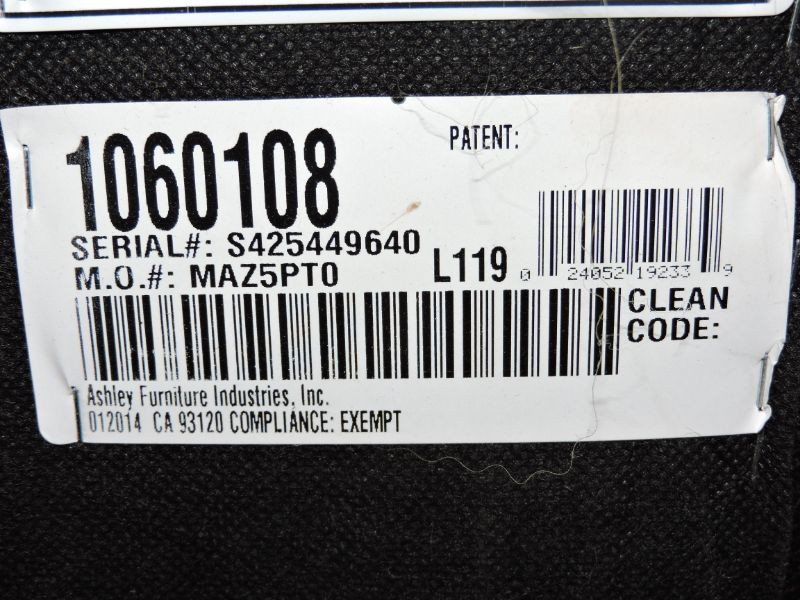 1060108
PATENT:
SERIAL#: S425449640
M.O.#: MAZ5PT0
L119
0 24052 19233 9
CLEAN
CODE:
Ashley Furniture Industries, Inc.
012014 CA 93120 COMPLIANCE: EXEMPT